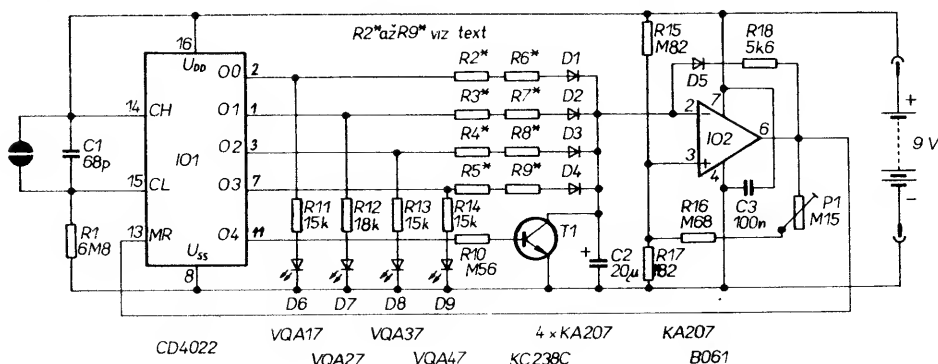 R2* až R9* viz text
16
U_DD
O0
2
R2*
R6*
D1
R15
M82
R18
5k6
D5
14
CH
O1
1
R3*
R7*
D2
2
7
C1
68p
IO1
O2
3
R4*
R8*
D3
IO2
6
+
9 V
15
CL
O3
7
R5*
R9*
D4
3
4
R1
6M8
13
MR
R11
15k
R12
18k
R13
15k
R14
15k
R16
M68
C3
100n
P1
M15
O4
11
R10
M56
T1
C2
20µ
R17
M82
U_SS
8
D6
D7
D8
D9
VQA17
VQA37
4 × KA207
KA207
CD4022
VQA27
VQA47
KC238C
B061